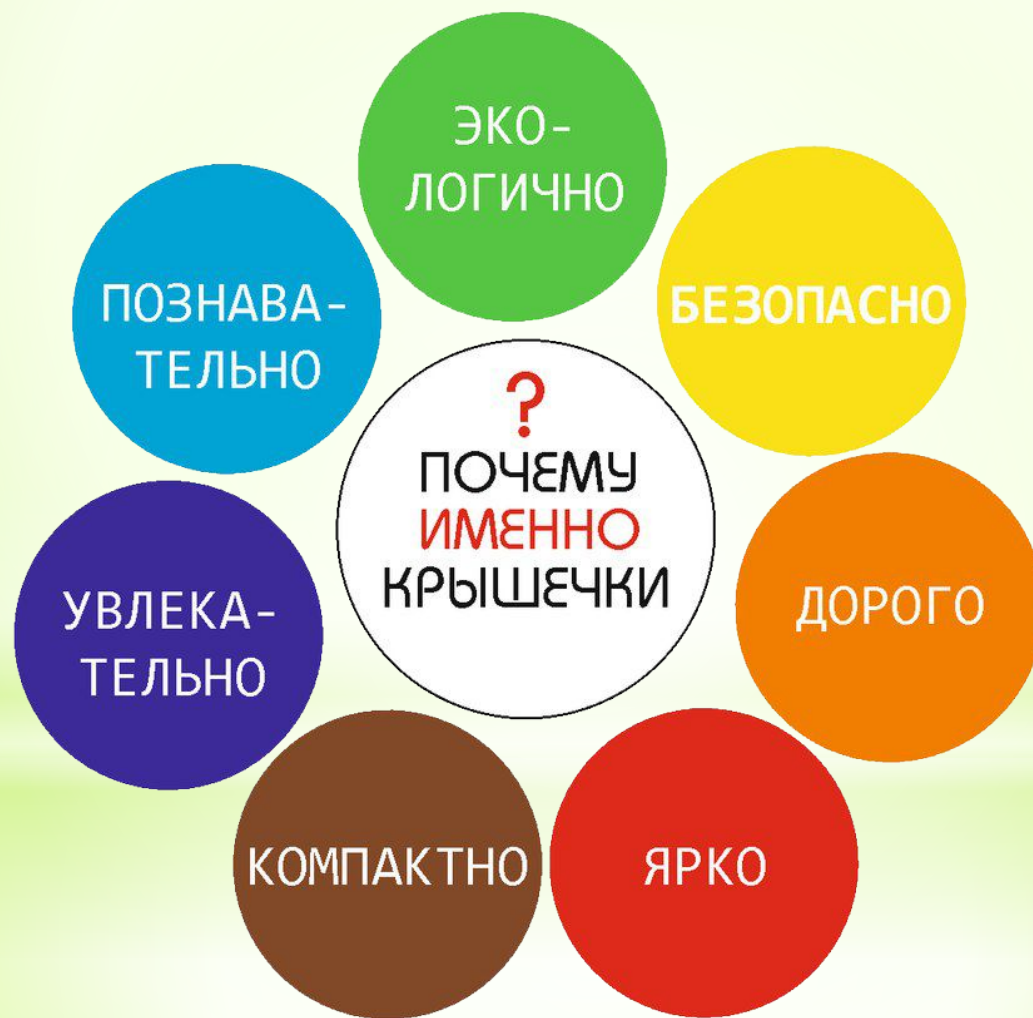 ЭКО-
ЛОГИЧНО
БЕЗОПАСНО
ПОЗНАВА-
ТЕЛЬНО
?
ПОЧЕМУ
ИМЕННО
КРЫШЕЧКИ
ДОРОГО
УВЛЕКА-
ТЕЛЬНО
КОМПАКТНО
ЯРКО